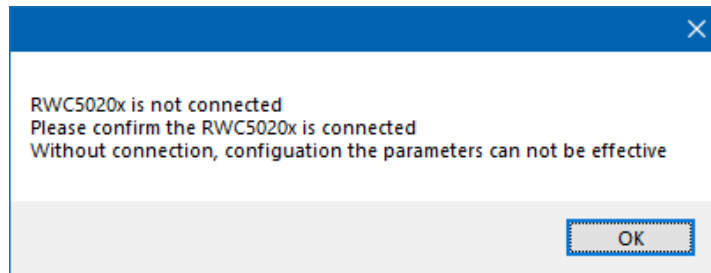 RWC5020x is not connected
Please confirm the RWC5020x is connected
Without connection, configuation the parameters can not be effective
OK